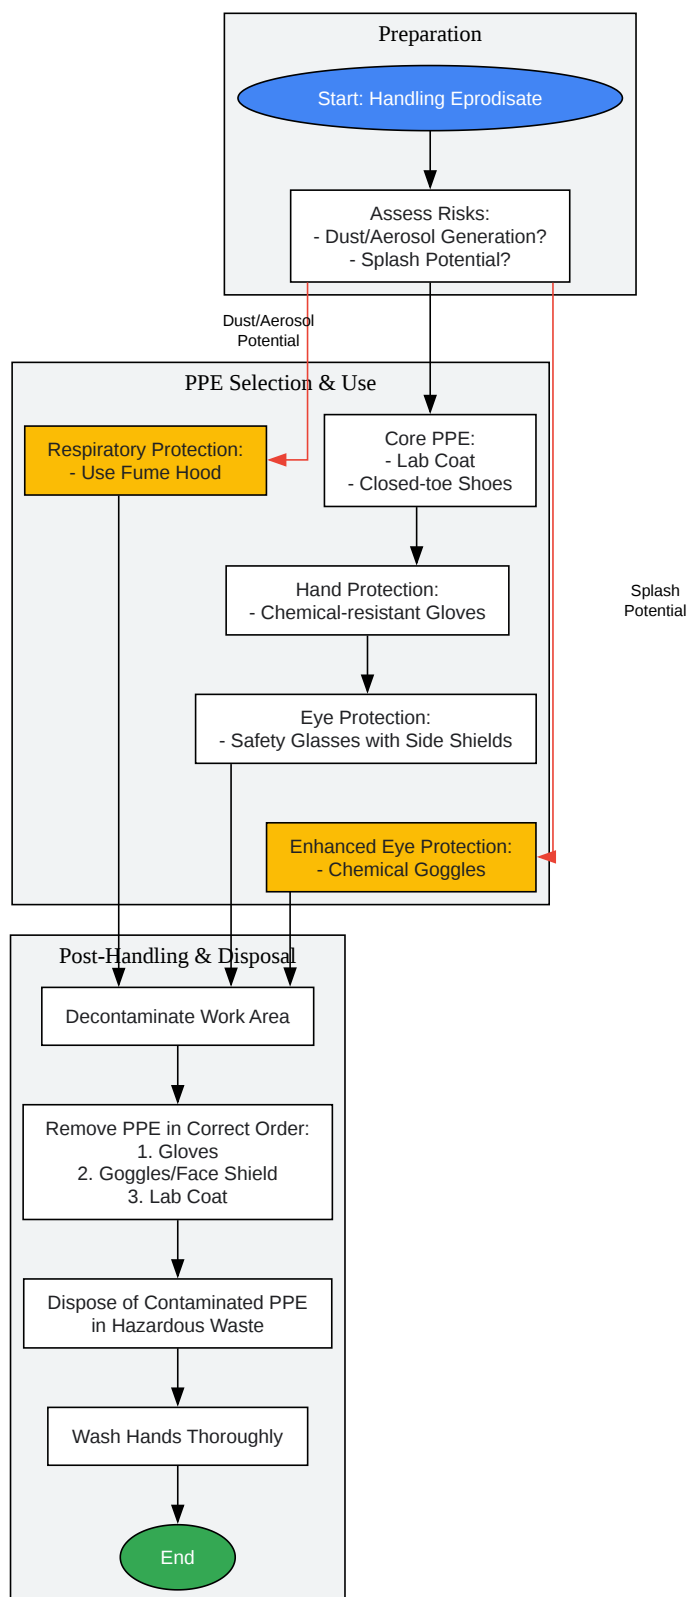 Preparation
Start: Handling Eprodisate
Assess Risks:
- Dust/Aerosol Generation?
- Splash Potential?
Dust/Aerosol
Potential
PPE Selection & Use
Respiratory Protection:
- Use Fume Hood
Core PPE:
- Lab Coat
- Closed-toe Shoes
Hand Protection:
- Chemical-resistant Gloves
Splash
Potential
Eye Protection:
- Safety Glasses with Side Shields
Enhanced Eye Protection:
- Chemical Goggles
Post-Handling & Disposal
Decontaminate Work Area
Remove PPE in Correct Order:
1. Gloves
2. Goggles/Face Shield
3. Lab Coat
Dispose of Contaminated PPE
in Hazardous Waste
Wash Hands Thoroughly
End